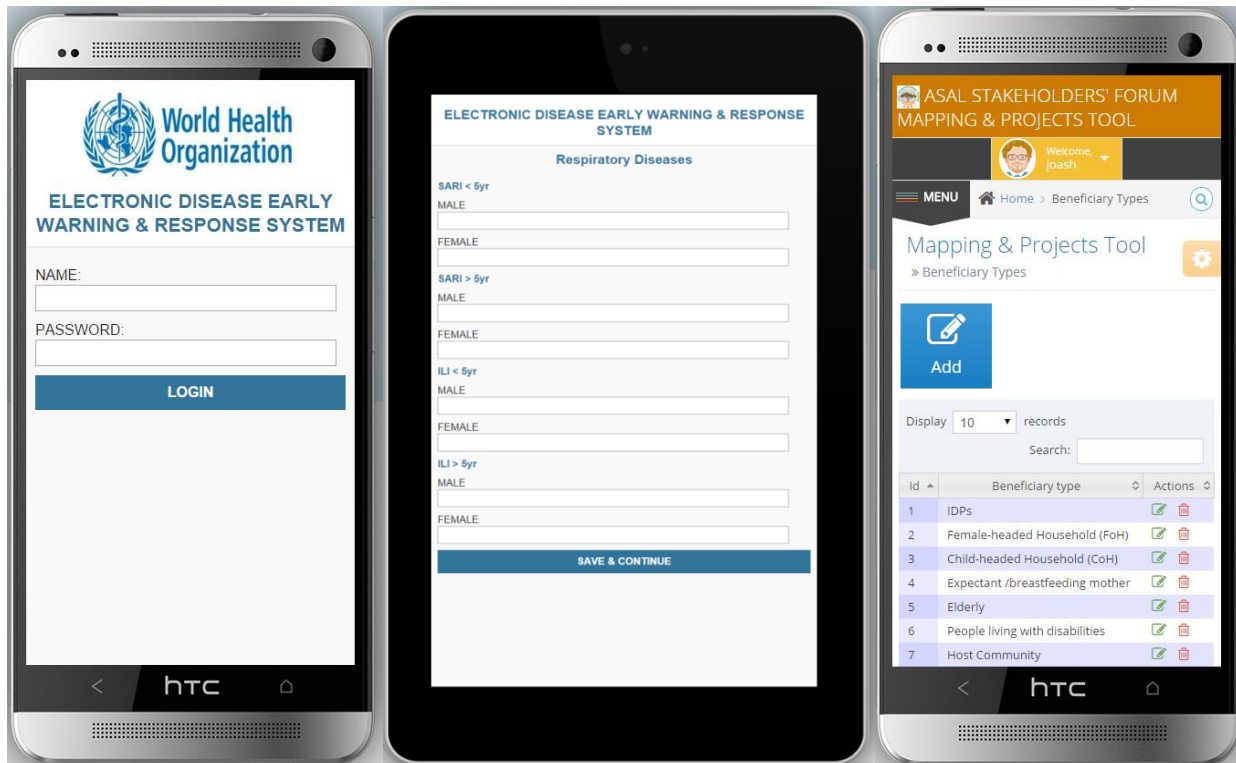 World Health
Organization
ELECTRONIC DISEASE EARLY
WARNING & RESPONSE SYSTEM
NAME:
PASSWORD:
LOGIN
hTC
ELECTRONIC DISEASE EARLY WARNING & RESPONSE
SYSTEM
Respiratory Diseases
SARI < 5yr
MALE
FEMALE
SARI > 5yr
MALE
FEMALE
ILI < 5yr
MALE
FEMALE
ILI > 5yr
MALE
FEMALE
SAVE & CONTINUE
ASAL STAKEHOLDERS' FORUM
MAPPING & PROJECTS TOOL
Welcome,
joash
MENU Home > Beneficiary Types
Mapping & Projects Tool
» Beneficiary Types
Add
Display 10 records
Search:
Id Beneficiary type Actions
1 IDPs
2 Female-headed Household (FoH)
3 Child-headed Household (CoH)
4 Expectant /breastfeeding mother
5 Elderly
6 People living with disabilities
7 Host Community
hTC